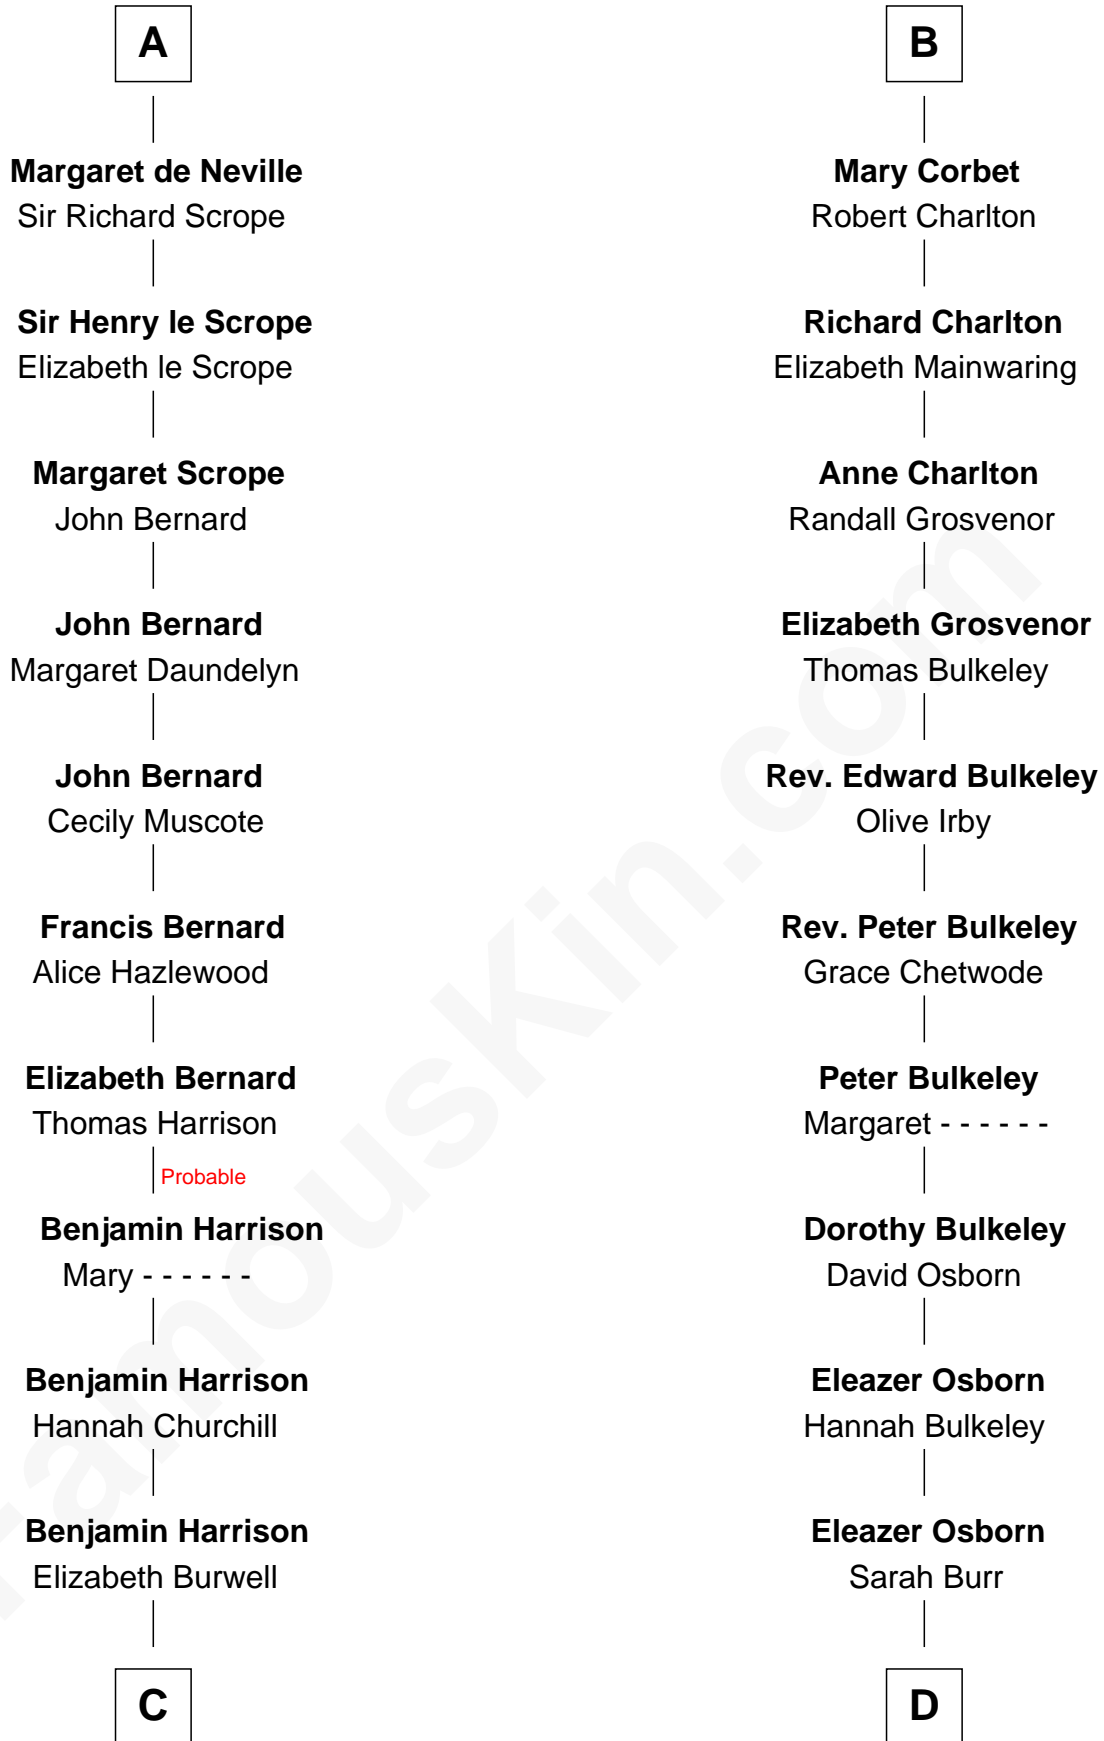 A
Margaret de Neville
Sir Richard Scrope
Sir Henry le Scrope
Elizabeth le Scrope
Margaret Scrope
John Bernard
John Bernard
Margaret Daundelyn
John Bernard
Cecily Muscote
Francis Bernard
Alice Hazlewood
Elizabeth Bernard
Thomas Harrison
Probable
Benjamin Harrison
Mary - - - - - -
Benjamin Harrison
Hannah Churchill
Benjamin Harrison
Elizabeth Burwell
C
B
Mary Corbet
Robert Charlton
Richard Charlton
Elizabeth Mainwaring
Anne Charlton
Randall Grosvenor
Elizabeth Grosvenor
Thomas Bulkeley
Rev. Edward Bulkeley
Olive Irby
Rev. Peter Bulkeley
Grace Chetwode
Peter Bulkeley
Margaret - - - - - -
Dorothy Bulkeley
David Osborn
Eleazer Osborn
Hannah Bulkeley
Eleazer Osborn
Sarah Burr
D
FamousKin.com